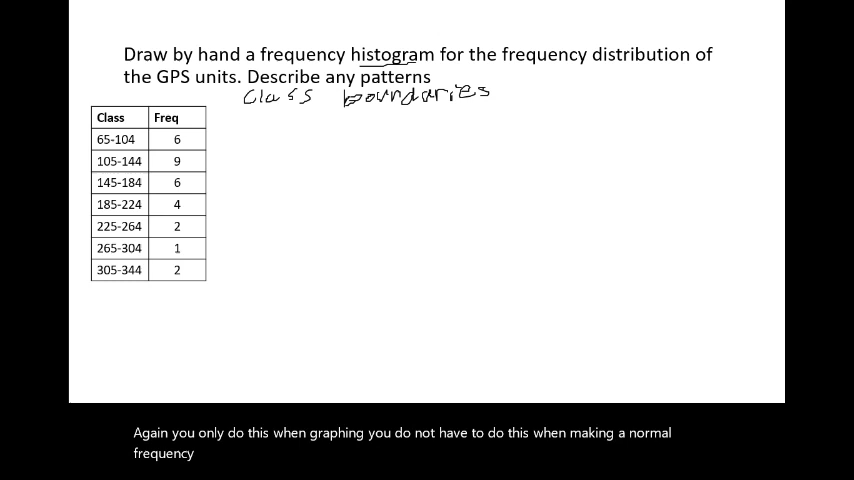 Draw by hand a frequency histogram for the frequency distribution of
the GPS units. Describe any patterns
class boundaries
Class Freq
65-104 6
105-144 9
145-184 6
185-224 4
225-264 2
265-304 1
305-344 2
Again you only do this when graphing you do not have to do this when making a normal
frequency